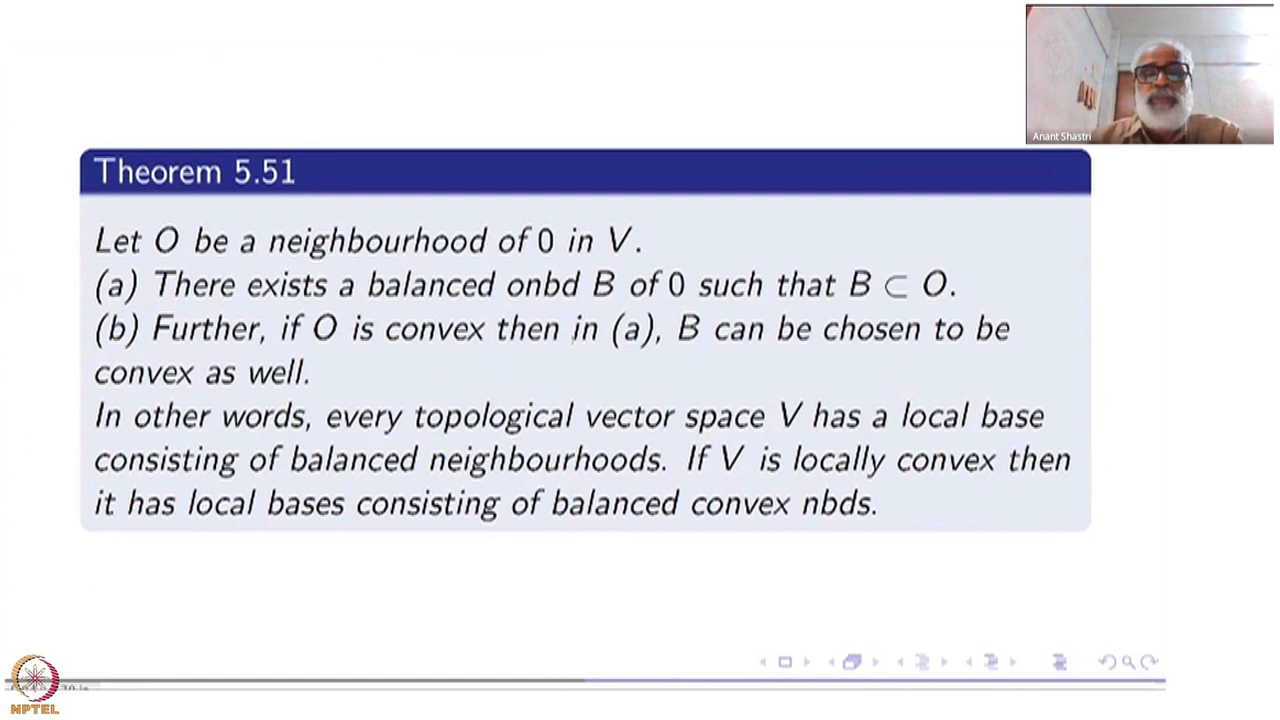 Anant Shastri
Theorem 5.51
Let O be a neighbourhood of 0 in V.
(a) There exists a balanced onbd B of 0 such that B ⊂ O.
(b) Further, if O is convex then in (a), B can be chosen to be
convex as well.
In other words, every topological vector space V has a local base
consisting of balanced neighbourhoods. If V is locally convex then
it has local bases consisting of balanced convex nbds.
NPTEL